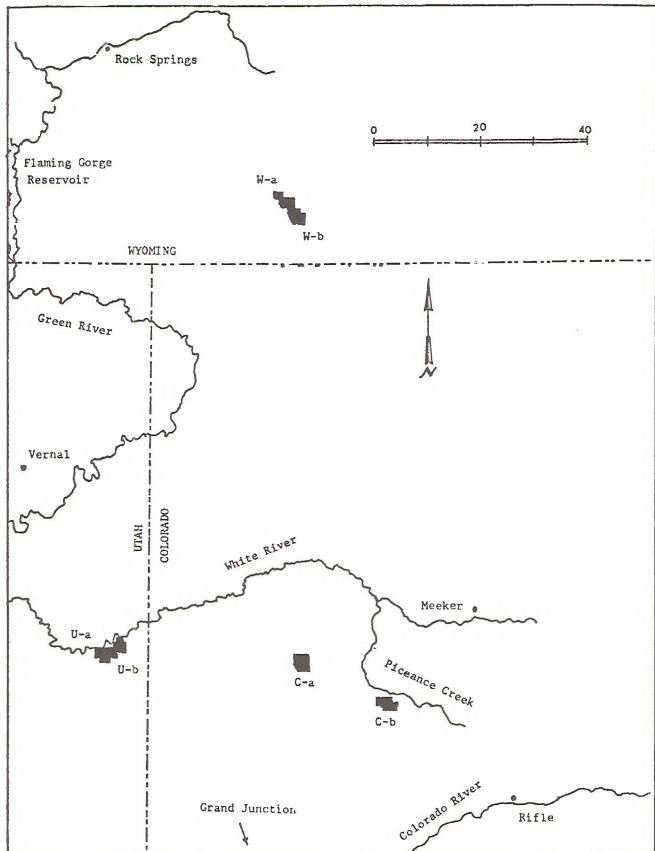 Rock Springs
0 20 40
Flaming Gorge
Reservoir
W-a
W-b
WYOMING
Green River
N
Vernal
UTAH
COLORADO
White River
Meeker
U-a
U-b
C-a
Piceance Creek
C-b
Grand Junction
Colorado River
Rifle